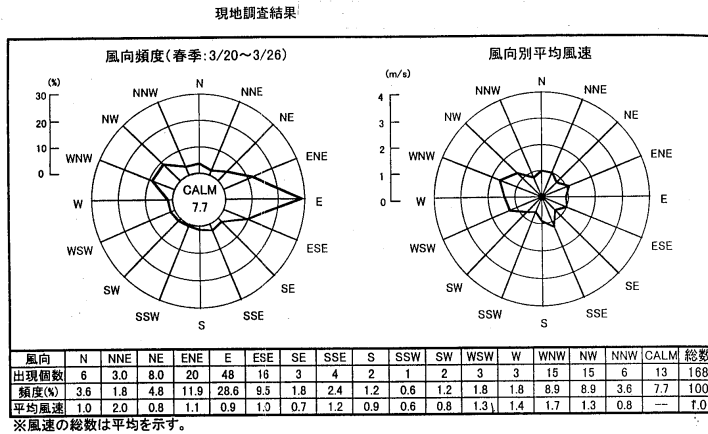 現地調査結果
風向頻度(春季:3/20～3/26)
風向別平均風速
(%)
30
20
10
0
N
NNE
NE
ENE
E
ESE
SE
SSE
S
SSW
SW
WSW
W
WNW
NW
NNW
CALM
7.7
(m/s)
4
3
2
1
0
N
NNE
NE
ENE
E
ESE
SE
SSE
S
SSW
SW
WSW
W
WNW
NW
NNW
風向 N NNE NE ENE E ESE SE SSE S SSW SW WSW W WNW NW NNW CALM 総数
出現個数 6 3.0 8.0 20 48 16 3 4 2 1 2 3 3 15 15 6 13 168
頻度(%) 3.6 1.8 4.8 11.9 28.6 9.5 1.8 2.4 1.2 0.6 1.2 1.8 1.8 8.9 8.9 3.6 7.7 100
平均風速 1.0 2.0 0.8 1.1 0.9 1.0 0.7 1.2 0.9 0.6 0.8 1.3 1.4 1.7 1.3 0.8 -- 1.0
※風速の総数は平均を示す。